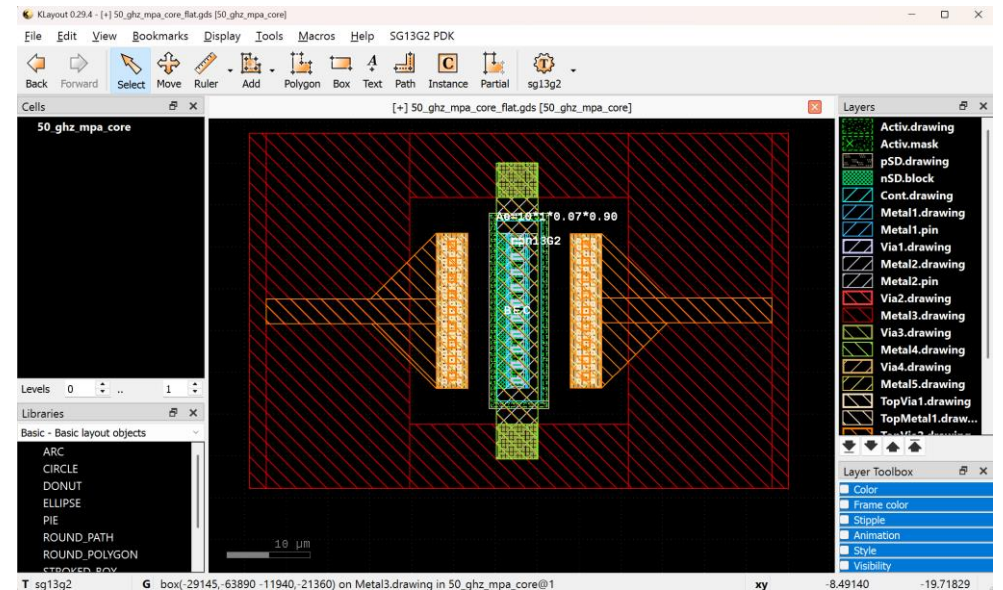 KLayout 0.29.4 - [+] 50_ghz_mpa_core_flat.gds [50_ghz_mpa_core]
File Edit View Bookmarks Display Tools Macros Help SG13G2 PDK
Back Forward Select Move Ruler Add Polygon Box Text Path Instance Partial sg13g2
Cells
50_ghz_mpa_core
Levels 0 .. 1
Libraries
Basic - Basic layout objects
ARC
CIRCLE
DONUT
ELLIPSE
PIE
ROUND_PATH
ROUND_POLYGON
STROKED_BOX
[+] 50_ghz_mpa_core_flat.gds [50_ghz_mpa_core]
Ae=10*1*0.07*0.90
npn13G2
BEC
10 µm
Layers
Activ.drawing
Activ.mask
pSD.drawing
nSD.block
Cont.drawing
Metal1.drawing
Metal1.pin
Via1.drawing
Metal2.drawing
Metal2.pin
Via2.drawing
Metal3.drawing
Via3.drawing
Metal4.drawing
Via4.drawing
Metal5.drawing
TopVia1.drawing
TopMetal1.draw...
TopVia2.drawing
Layer Toolbox
Color
Frame color
Stipple
Animation
Style
Visibility
T sg13g2 G box(-29145,-63890 -11940,-21360) on Metal3.drawing in 50_ghz_mpa_core@1 xy -8.49140 -19.71829